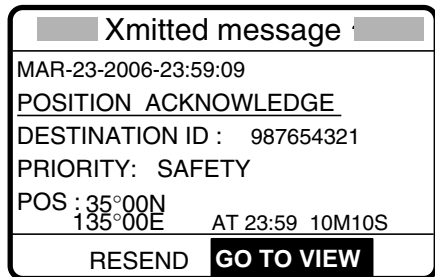 Xmitted message
MAR-23-2006-23:59:09
POSITION ACKNOWLEDGE
DESTINATION ID : 987654321
PRIORITY: SAFETY
POS : 35°00N
135°00E AT 23:59 10M10S
RESEND GO TO VIEW